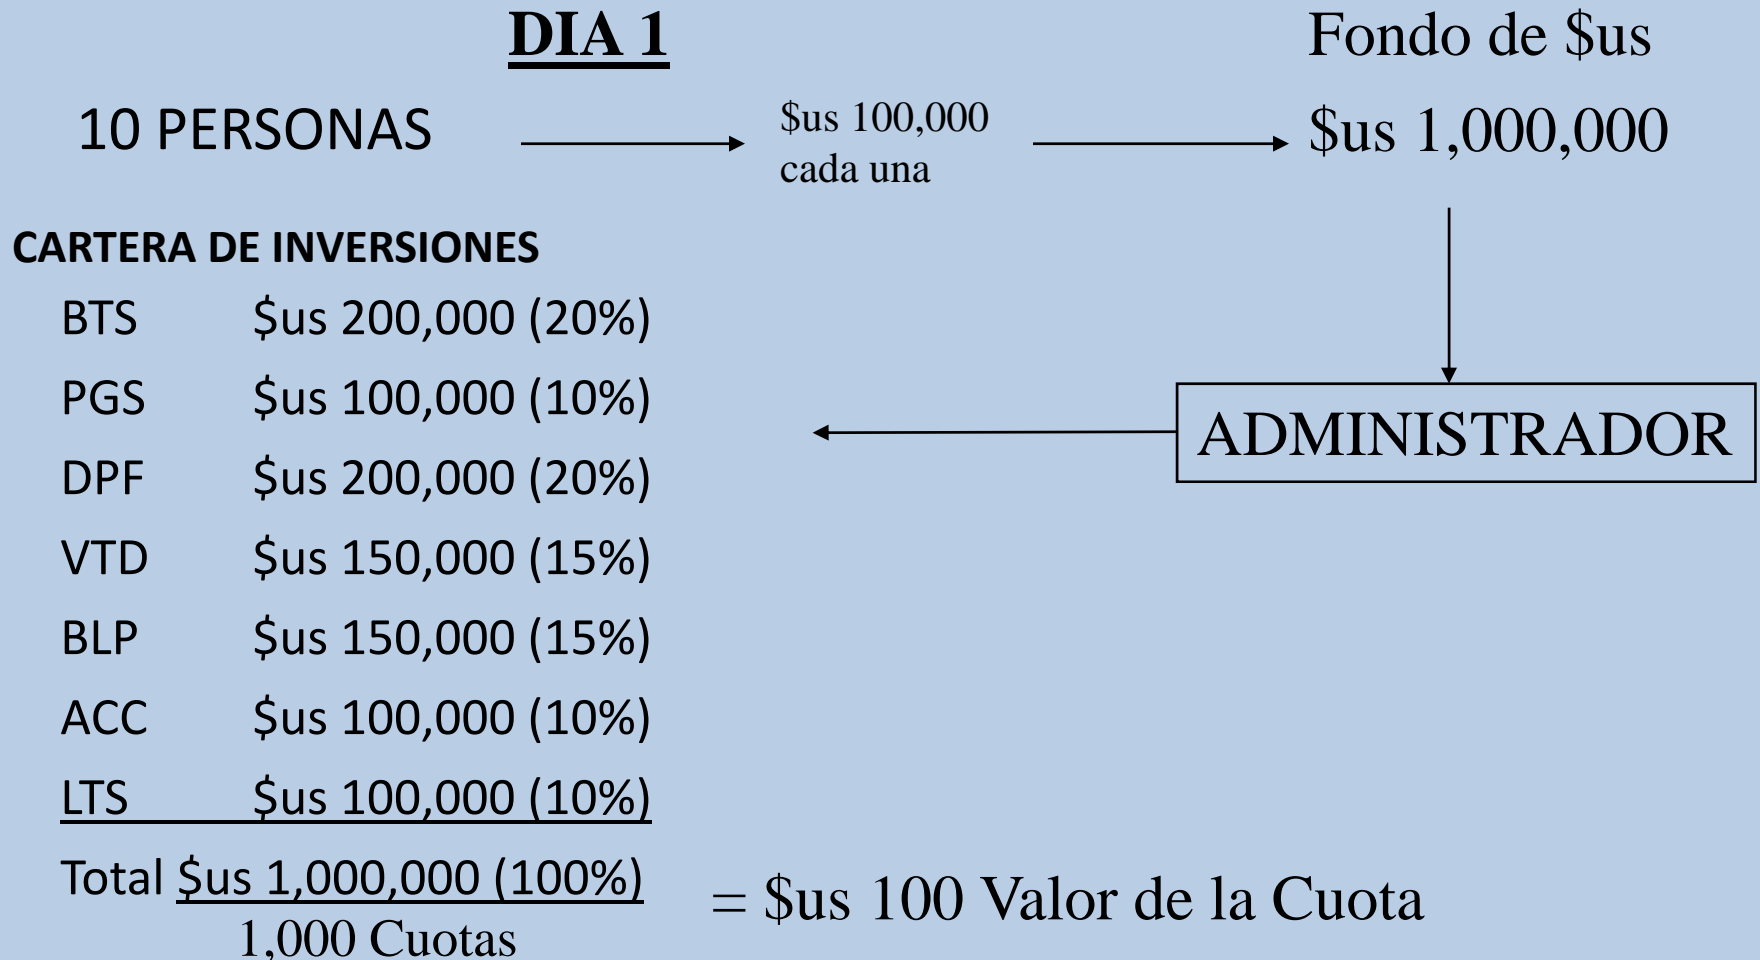 DIA 1
Fondo de $us
10 PERSONAS
$us 100,000
cada una
$us 1,000,000
CARTERA DE INVERSIONES
BTS $us 200,000 (20%)
PGS $us 100,000 (10%)
DPF $us 200,000 (20%)
VTD $us 150,000 (15%)
BLP $us 150,000 (15%)
ACC $us 100,000 (10%)
LTS $us 100,000 (10%)
ADMINISTRADOR
Total $us 1,000,000 (100%)
1,000 Cuotas
= $us 100 Valor de la Cuota